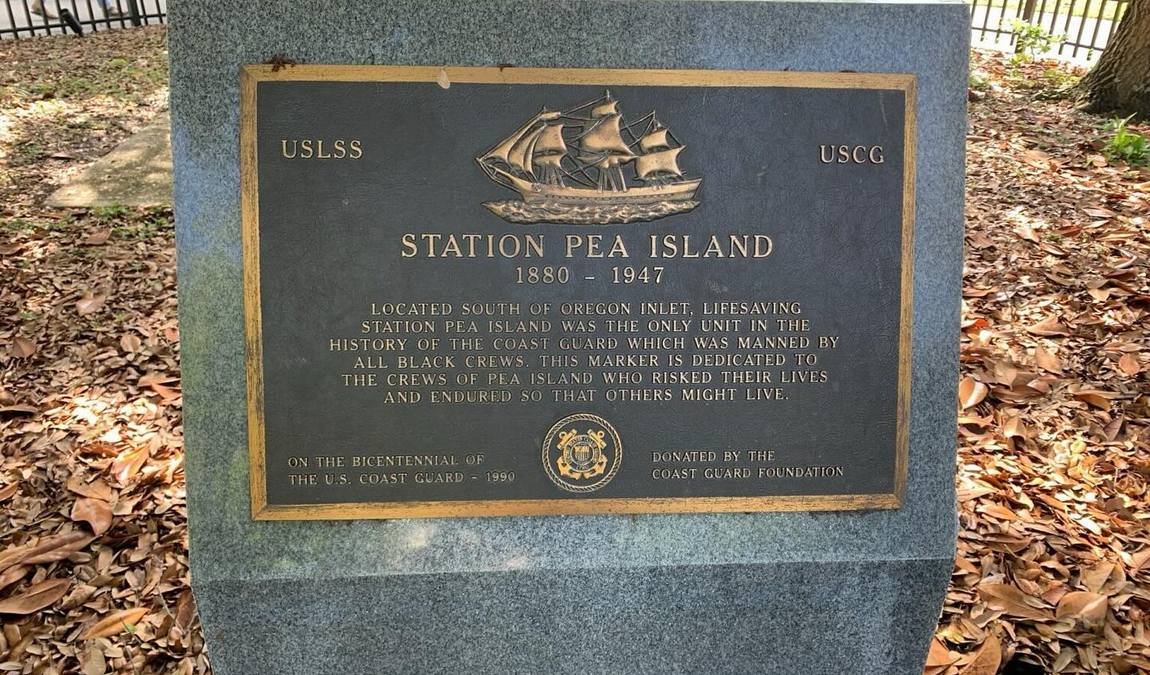 USLSS
USCG
STATION PEA ISLAND
1880 - 1947
LOCATED SOUTH OF OREGON INLET, LIFESAVING
STATION PEA ISLAND WAS THE ONLY UNIT IN THE
HISTORY OF THE COAST GUARD WHICH WAS MANNED BY
ALL BLACK CREWS. THIS MARKER IS DEDICATED TO
THE CREWS OF PEA ISLAND WHO RISKED THEIR LIVES
AND ENDURED SO THAT OTHERS MIGHT LIVE.
ON THE BICENTENNIAL OF
THE U.S. COAST GUARD - 1990
DONATED BY THE
COAST GUARD FOUNDATION